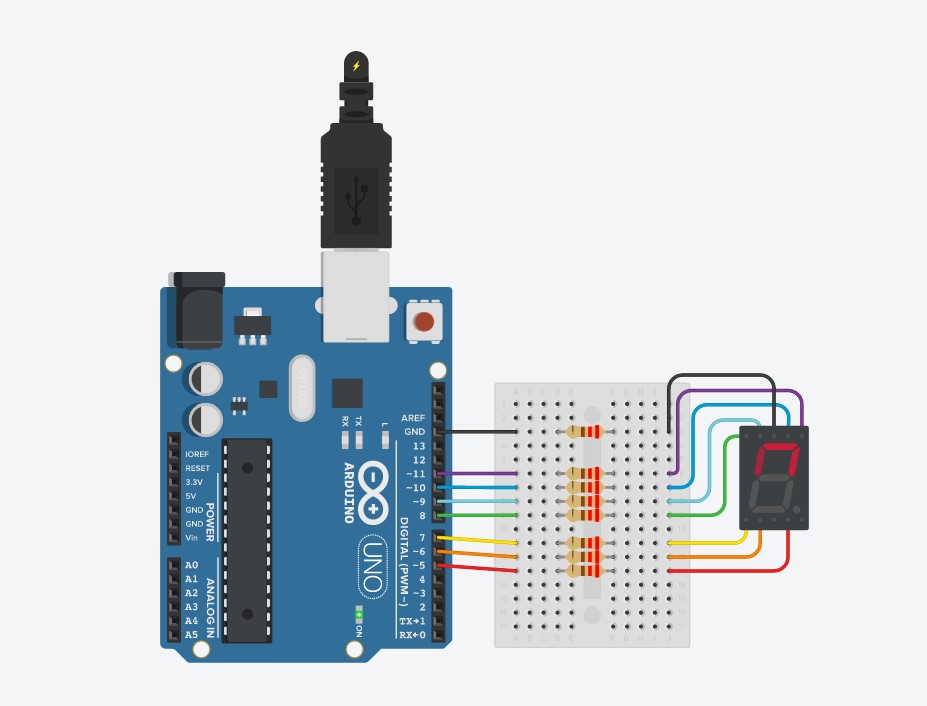 AREF
GND
13
12
~11
~10
~9
8
7
~6
~5
4
~3
2
TX→1
RX←0
DIGITAL (PWM~)
RX
TX
L
ARDUINO
UNO
ON
IOREF
RESET
3.3V
5V
GND
GND
Vin
POWER
A0
A1
A2
A3
A4
A5
ANALOG IN